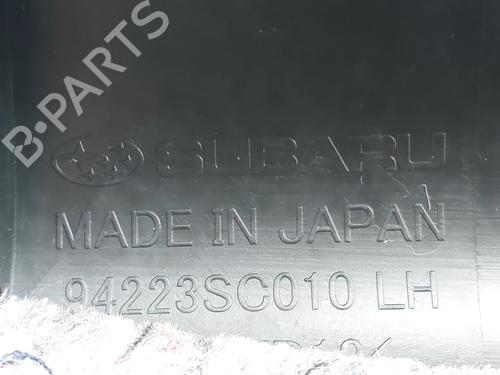 B-PARTS
SUBARU
MADE IN JAPAN
94223SC010 LH